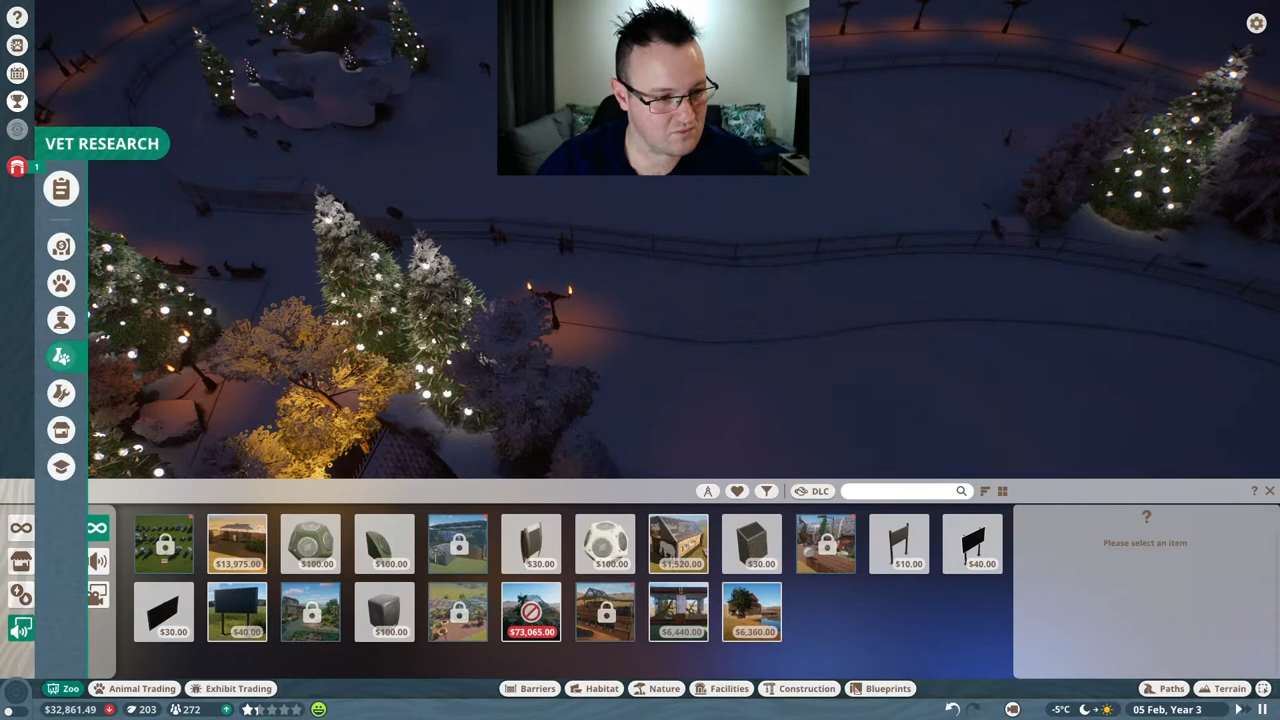 VET RESEARCH
1
DLC
?
?
Please select an item
$13,975.00
$100.00
$100.00
$30.00
$100.00
$1,520.00
$30.00
$10.00
$40.00
$30.00
$40.00
$100.00
$73,065.00
$6,440.00
$6,360.00
Zoo
Animal Trading
Exhibit Trading
Barriers
Habitat
Nature
Facilities
Construction
Blueprints
Paths
Terrain
$32,861.49
203
272
-5°C
05 Feb, Year 3